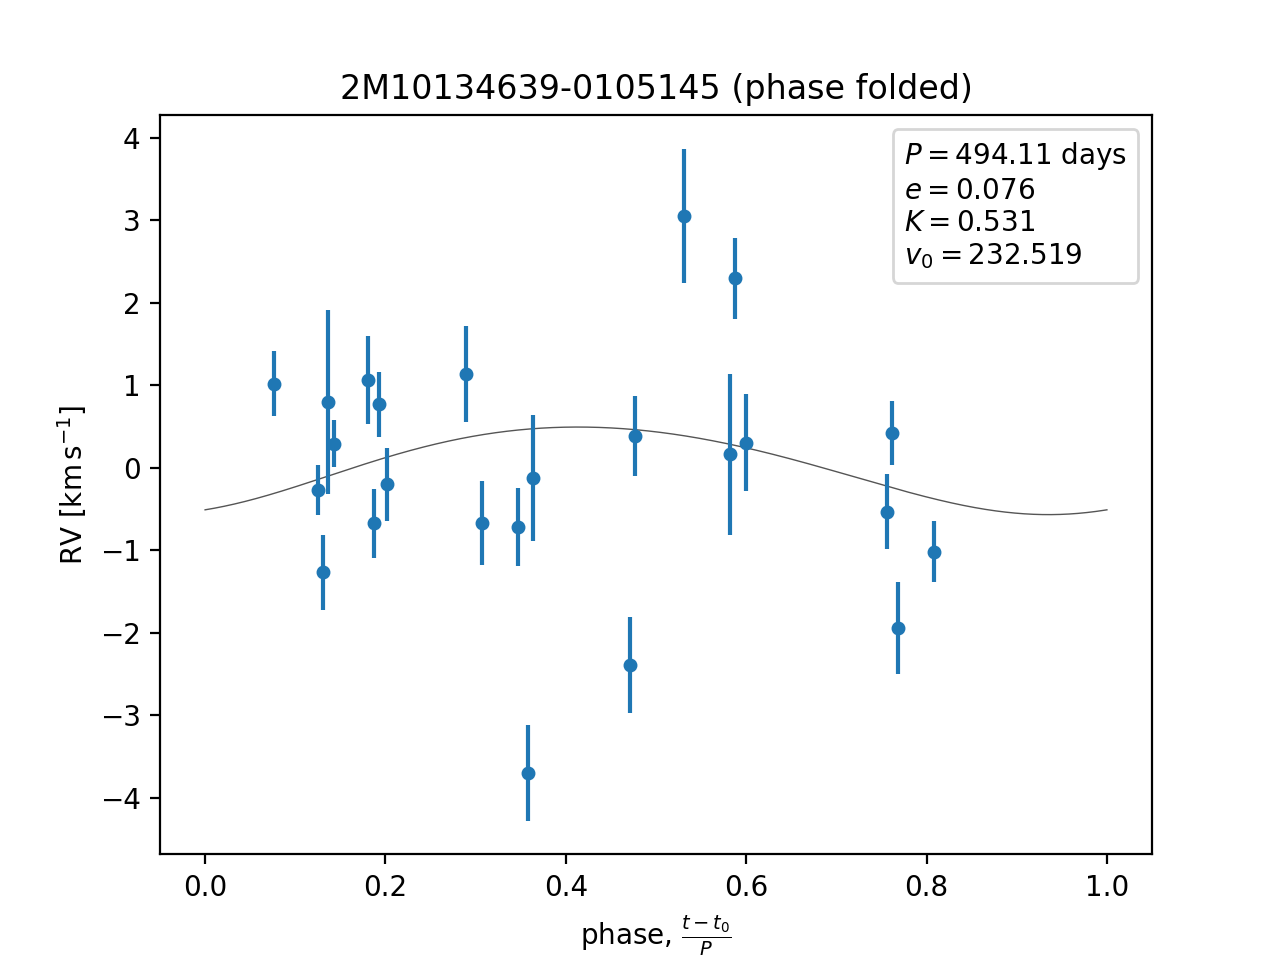 2M10134639-0105145 (phase folded)
P = 494.11 days
e = 0.076
K = 0.531
v₀ = 232.519
RV [km s⁻¹]
4
3
2
1
0
−1
−2
−3
−4
0.0 0.2 0.4 0.6 0.8 1.0
phase, (t − t₀)/P